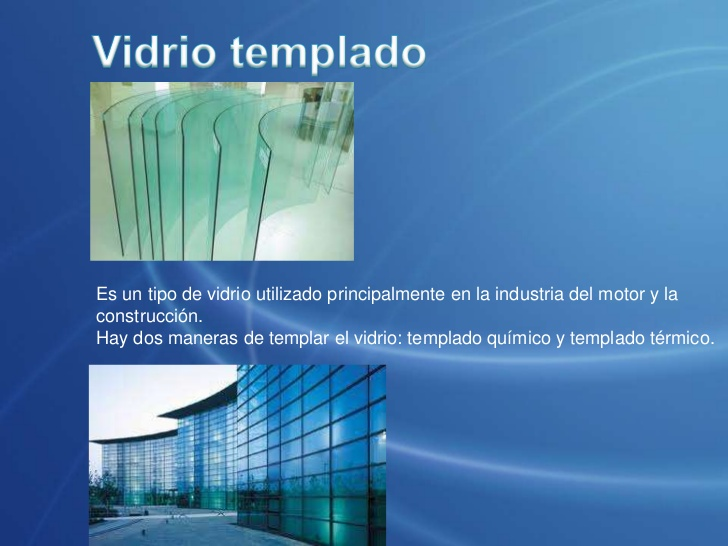 Vidrio templado
Es un tipo de vidrio utilizado principalmente en la industria del motor y la
construcción.
Hay dos maneras de templar el vidrio: templado químico y templado térmico.